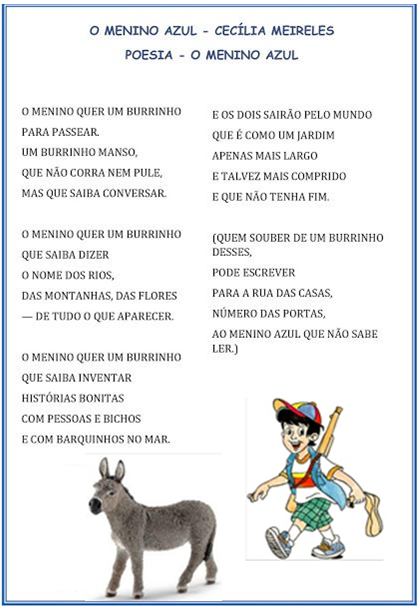 O MENINO AZUL - CECÍLIA MEIRELES
POESIA - O MENINO AZUL
O MENINO QUER UM BURRINHO
PARA PASSEAR.
UM BURRINHO MANSO,
QUE NÃO CORRA NEM PULE,
MAS QUE SAIBA CONVERSAR.
O MENINO QUER UM BURRINHO
QUE SAIBA DIZER
O NOME DOS RIOS,
DAS MONTANHAS, DAS FLORES
— DE TUDO O QUE APARECER.
O MENINO QUER UM BURRINHO
QUE SAIBA INVENTAR
HISTÓRIAS BONITAS
COM PESSOAS E BICHOS
E COM BARQUINHOS NO MAR.
E OS DOIS SAIRÃO PELO MUNDO
QUE É COMO UM JARDIM
APENAS MAIS LARGO
E TALVEZ MAIS COMPRIDO
E QUE NÃO TENHA FIM.
(QUEM SOUBER DE UM BURRINHO
DESSES,
PODE ESCREVER
PARA A RUA DAS CASAS,
NÚMERO DAS PORTAS,
AO MENINO AZUL QUE NÃO SABE
LER.)